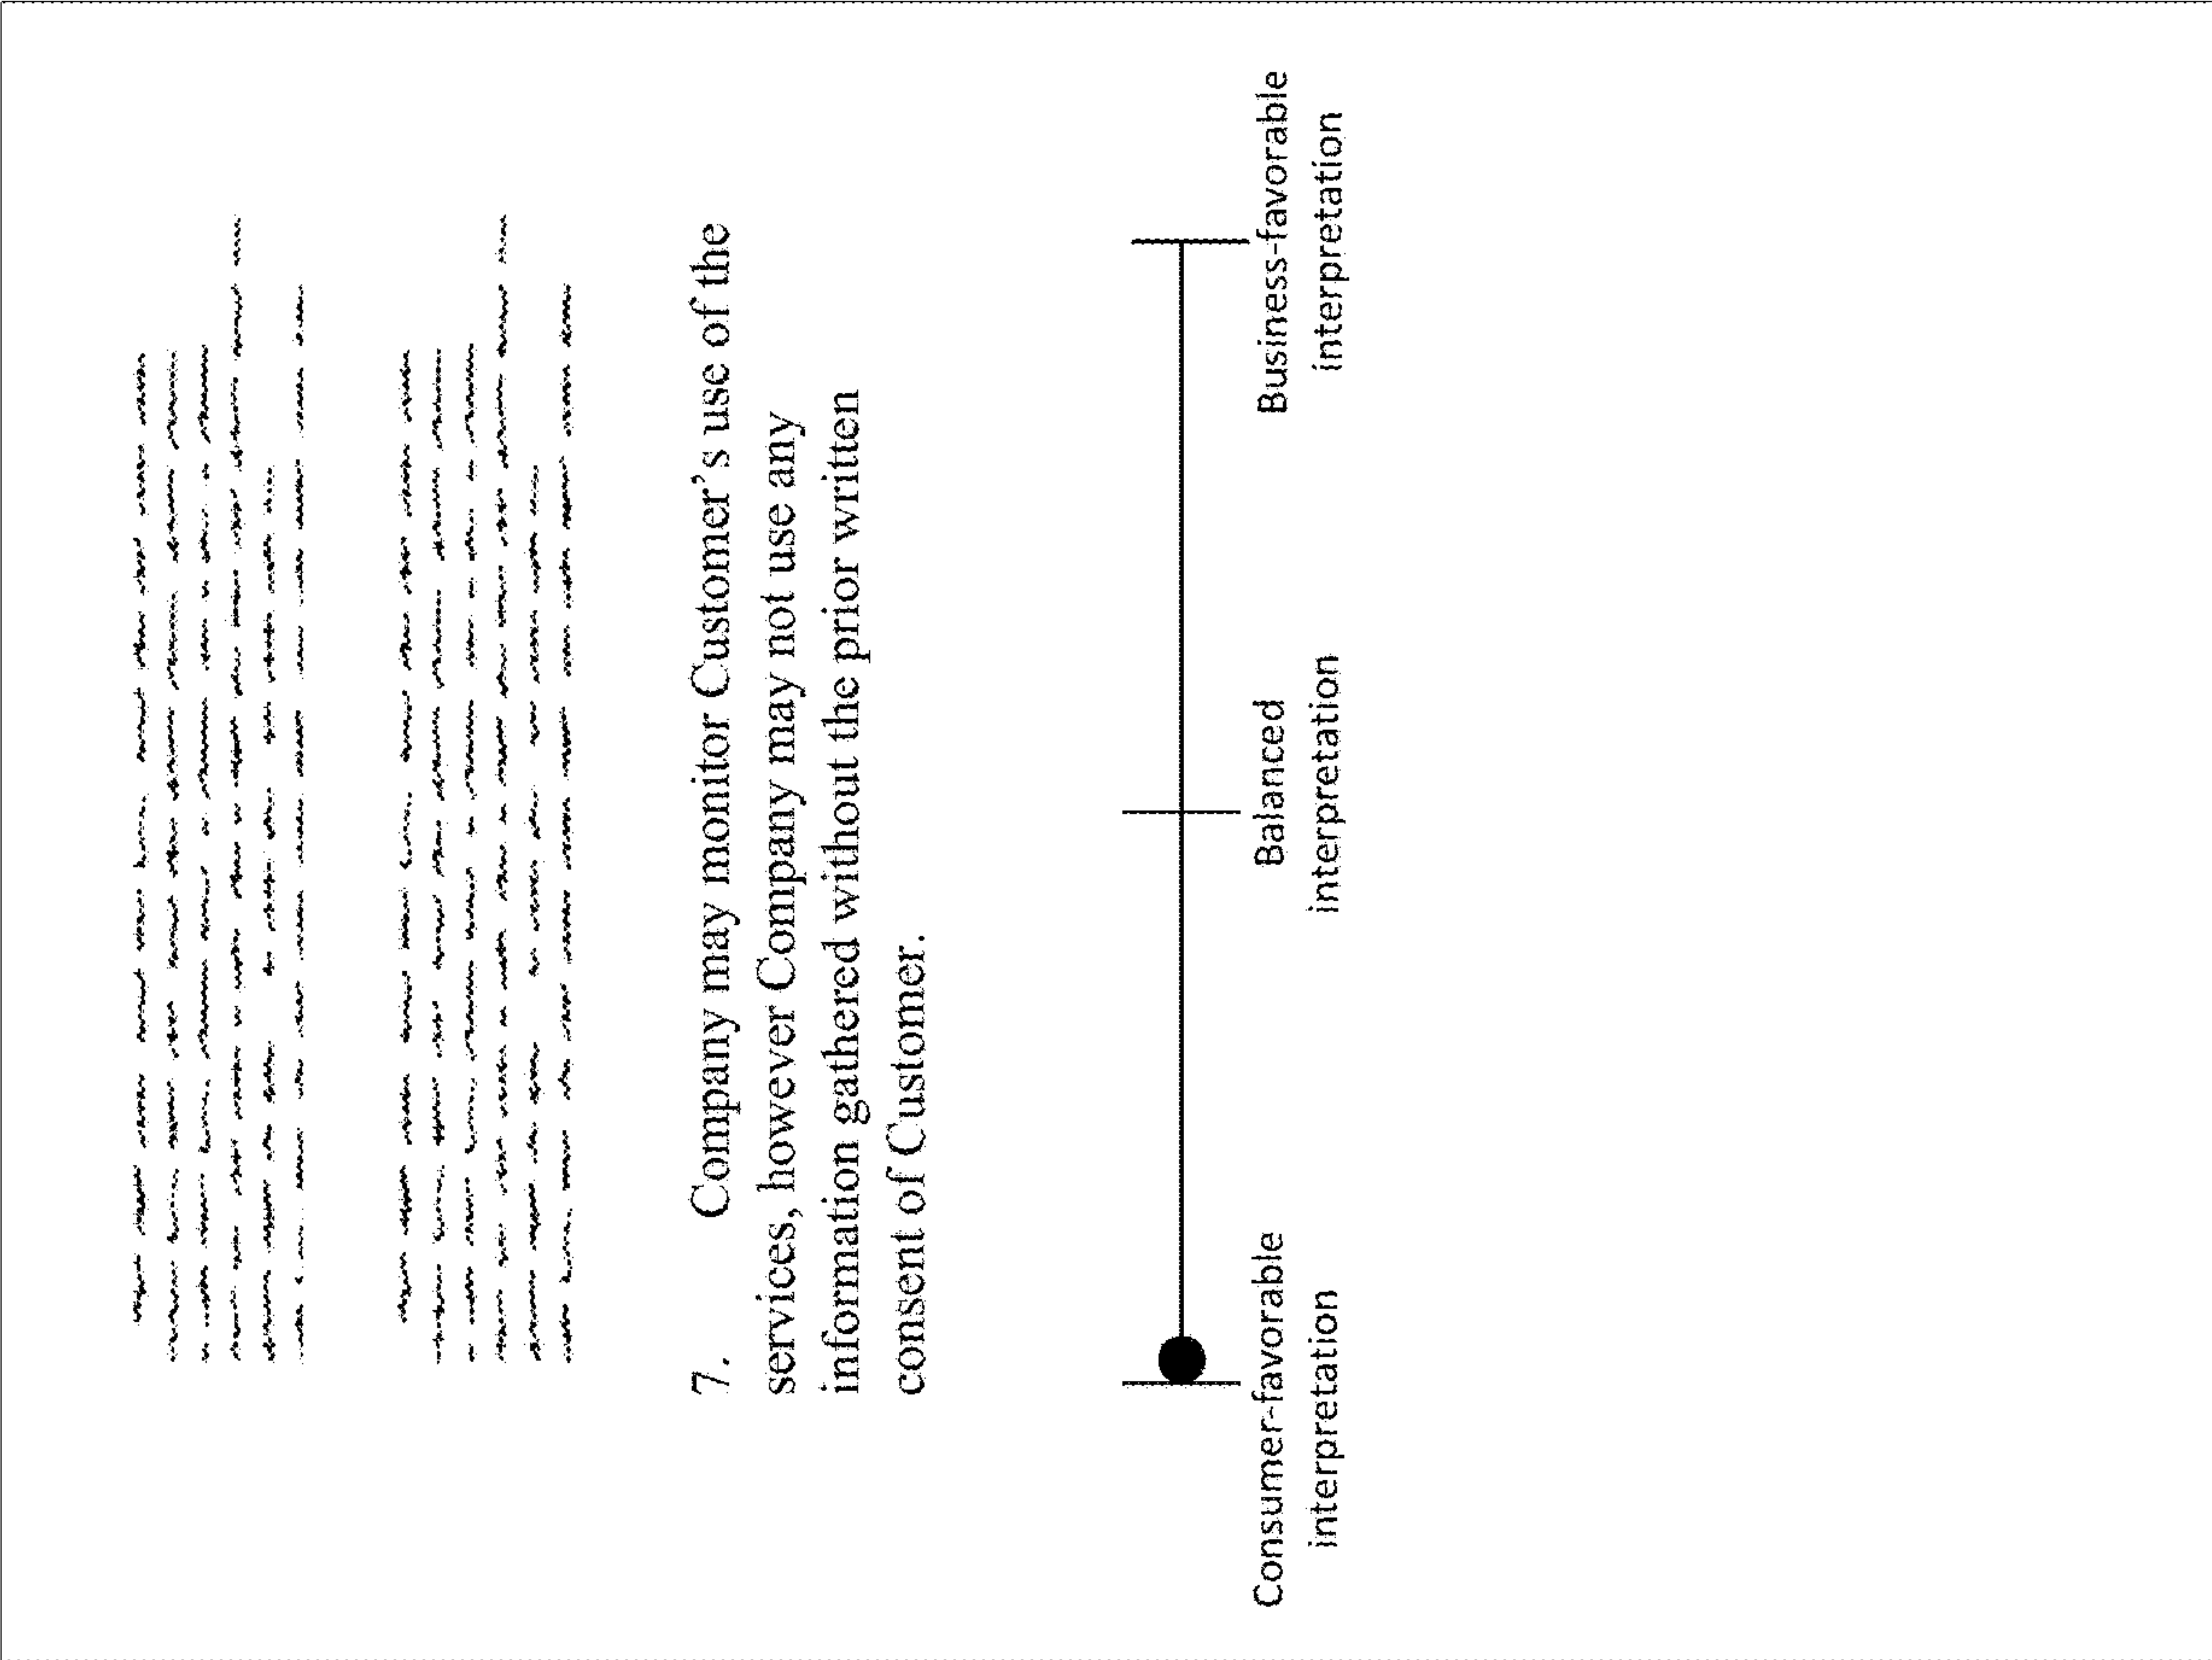 7. Company may monitor Customer's use of the
services, however Company may not use any
information gathered without the prior written
consent of Customer.
Consumer-favorable
interpretation
Balanced
interpretation
Business-favorable
interpretation